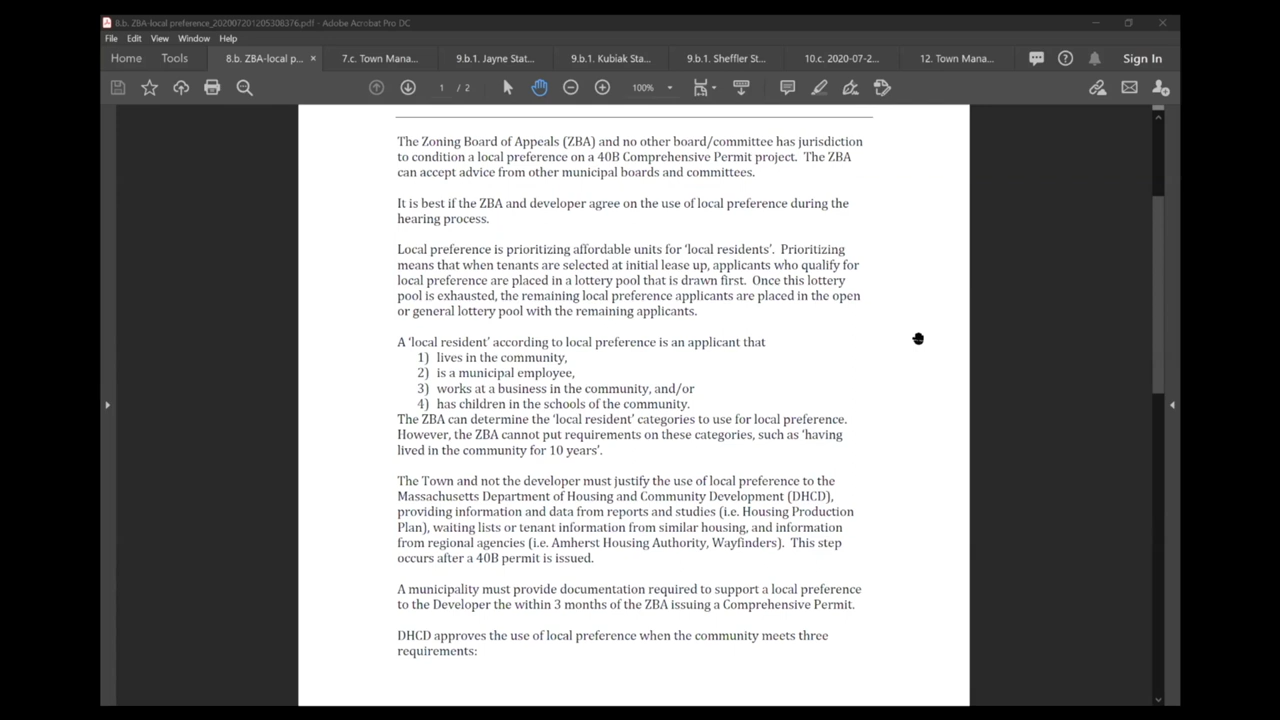 8.b. ZBA-local preference_202007201205308376.pdf - Adobe Acrobat Pro DC
File Edit View Window Help
Home Tools 8.b. ZBA-local p... × 7.c. Town Mana... 9.b.1. Jayne Stat... 9.b.1. Kubiak Sta... 9.b.1. Sheffler St... 10.c. 2020-07-2... 12. Town Mana... Sign In
1 / 2 100%
The Zoning Board of Appeals (ZBA) and no other board/committee has jurisdiction
to condition a local preference on a 40B Comprehensive Permit project. The ZBA
can accept advice from other municipal boards and committees.
It is best if the ZBA and developer agree on the use of local preference during the
hearing process.
Local preference is prioritizing affordable units for 'local residents'. Prioritizing
means that when tenants are selected at initial lease up, applicants who qualify for
local preference are placed in a lottery pool that is drawn first. Once this lottery
pool is exhausted, the remaining local preference applicants are placed in the open
or general lottery pool with the remaining applicants.
A 'local resident' according to local preference is an applicant that
1) lives in the community,
2) is a municipal employee,
3) works at a business in the community, and/or
4) has children in the schools of the community.
The ZBA can determine the 'local resident' categories to use for local preference.
However, the ZBA cannot put requirements on these categories, such as 'having
lived in the community for 10 years'.
The Town and not the developer must justify the use of local preference to the
Massachusetts Department of Housing and Community Development (DHCD),
providing information and data from reports and studies (i.e. Housing Production
Plan), waiting lists or tenant information from similar housing, and information
from regional agencies (i.e. Amherst Housing Authority, Wayfinders). This step
occurs after a 40B permit is issued.
A municipality must provide documentation required to support a local preference
to the Developer the within 3 months of the ZBA issuing a Comprehensive Permit.
DHCD approves the use of local preference when the community meets three
requirements: